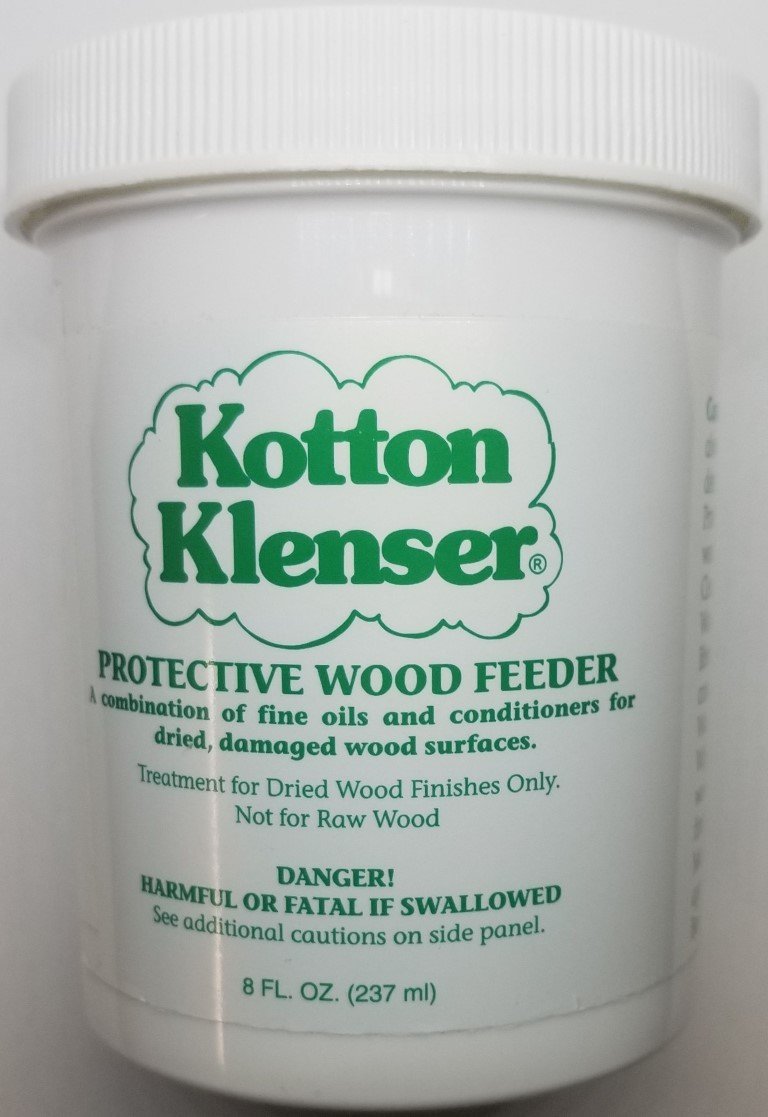 Kotton
Klenser®
PROTECTIVE WOOD FEEDER
A combination of fine oils and conditioners for
dried, damaged wood surfaces.
Treatment for Dried Wood Finishes Only.
Not for Raw Wood
DANGER!
HARMFUL OR FATAL IF SWALLOWED
See additional cautions on side panel.
8 FL. OZ. (237 ml)